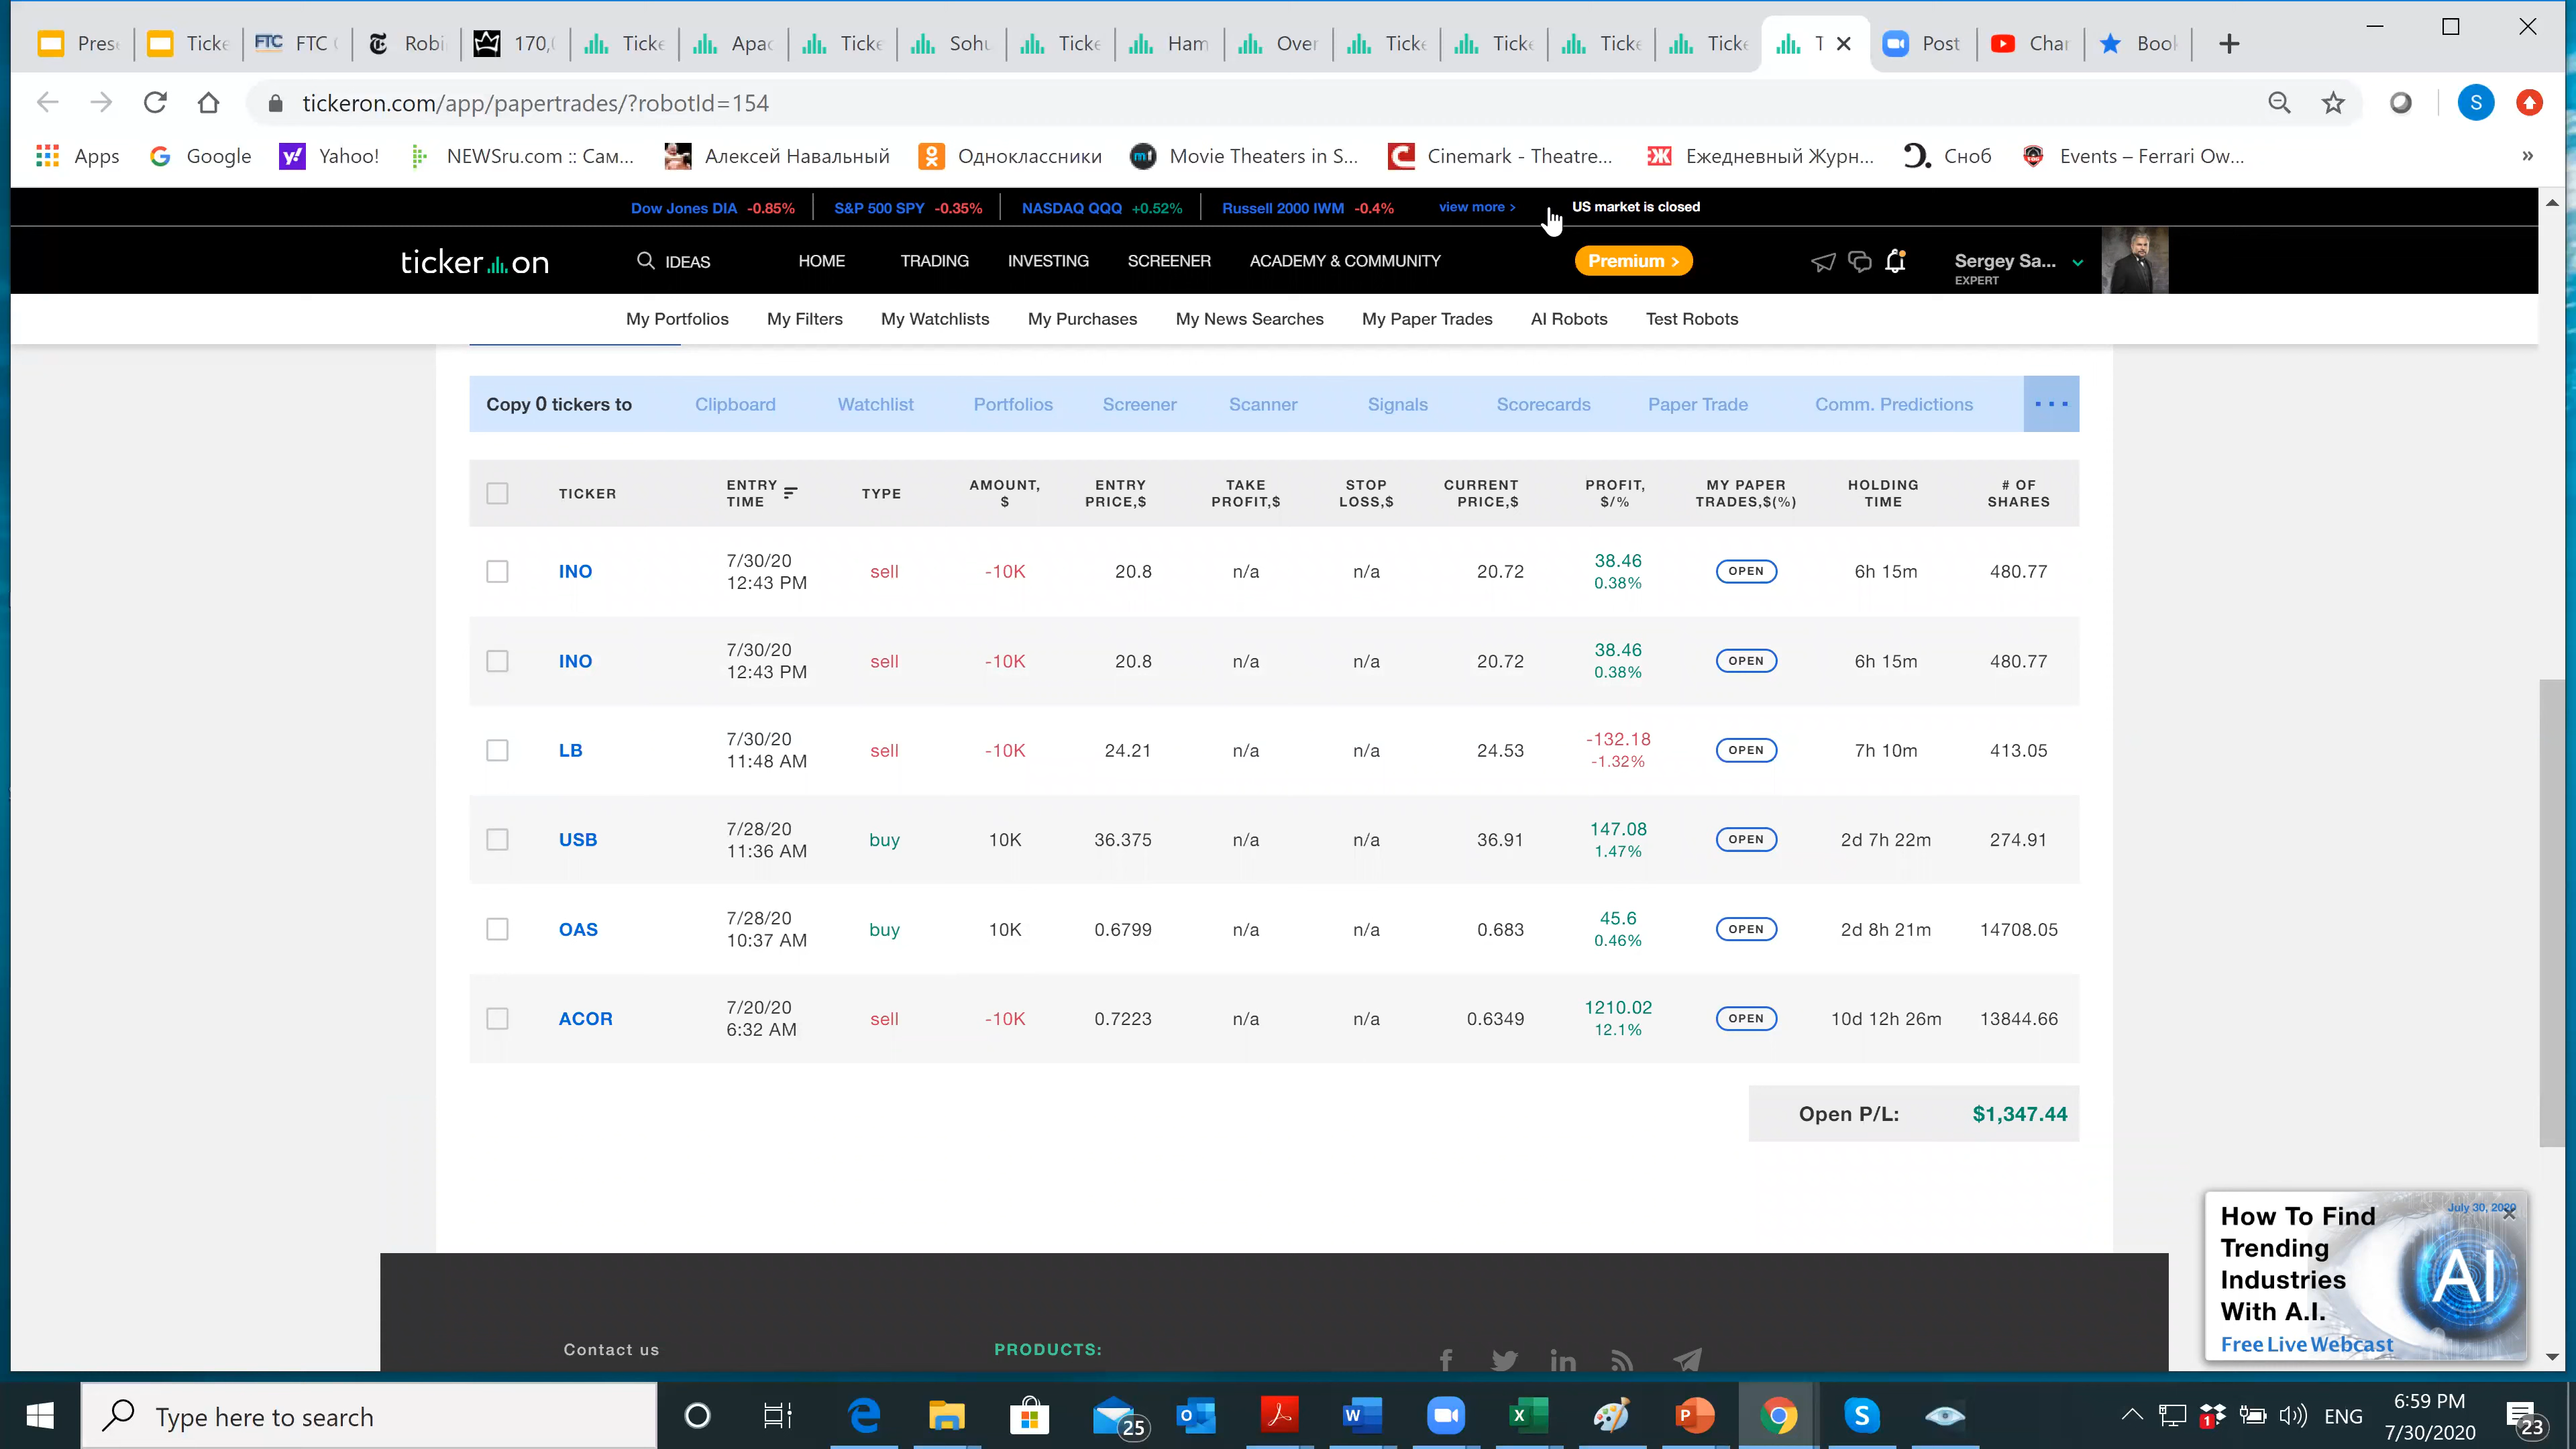 Pres
Ticke
FTC FTC
Robi
170,
Ticke
Apac
Ticke
Sohu
Ticke
Ham
Over
Ticke
Ticke
Ticke
Ticke
T
Post
Char
Book
tickeron.com/app/papertrades/?robotId=154
S
Apps Google Yahoo! NEWSru.com :: Сам... Алексей Навальный Одноклассники Movie Theaters in S... Cinemark - Theatre... Ежедневный Журн... Сноб Events – Ferrari Ow... »
Dow Jones DIA -0.85% S&P 500 SPY -0.35% NASDAQ QQQ +0.52% Russell 2000 IWM -0.4% view more > US market is closed
tickeron IDEAS HOME TRADING INVESTING SCREENER ACADEMY & COMMUNITY Premium > Sergey Sa...
EXPERT
My Portfolios My Filters My Watchlists My Purchases My News Searches My Paper Trades AI Robots Test Robots
Copy 0 tickers to Clipboard Watchlist Portfolios Screener Scanner Signals Scorecards Paper Trade Comm. Predictions ...
TICKER ENTRY TIME TYPE AMOUNT, $ ENTRY PRICE,$ TAKE PROFIT,$ STOP LOSS,$ CURRENT PRICE,$ PROFIT, $/% MY PAPER TRADES,$(%) HOLDING TIME # OF SHARES
INO 7/30/20 12:43 PM sell -10K 20.8 n/a n/a 20.72 38.46 0.38% OPEN 6h 15m 480.77
INO 7/30/20 12:43 PM sell -10K 20.8 n/a n/a 20.72 38.46 0.38% OPEN 6h 15m 480.77
LB 7/30/20 11:48 AM sell -10K 24.21 n/a n/a 24.53 -132.18 -1.32% OPEN 7h 10m 413.05
USB 7/28/20 11:36 AM buy 10K 36.375 n/a n/a 36.91 147.08 1.47% OPEN 2d 7h 22m 274.91
OAS 7/28/20 10:37 AM buy 10K 0.6799 n/a n/a 0.683 45.6 0.46% OPEN 2d 8h 21m 14708.05
ACOR 7/20/20 6:32 AM sell -10K 0.7223 n/a n/a 0.6349 1210.02 12.1% OPEN 10d 12h 26m 13844.66
Open P/L: $1,347.44
July 30, 2020
How To Find
Trending
Industries
With A.I.
AI
Free Live Webcast
Contact us PRODUCTS:
Type here to search
25
1
ENG
6:59 PM
7/30/2020
23